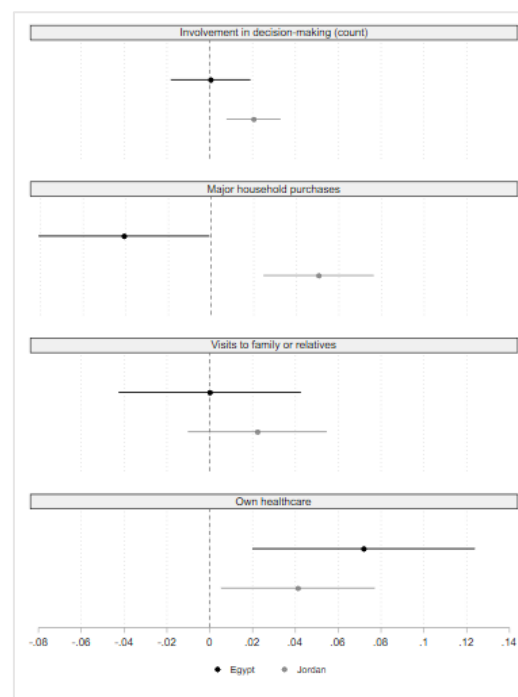 Involvement in decision-making (count)
Major household purchases
Visits to family or relatives
Own healthcare
-.08 -.06 -.04 -.02 0 .02 .04 .06 .08 .1 .12 .14
Egypt Jordan